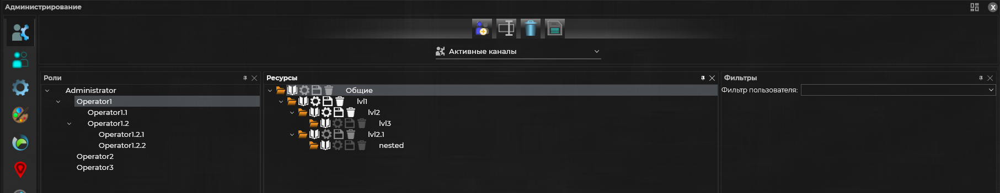 Администрирование
Активные каналы
Роли
Administrator
Operator1
Operator1.1
Operator1.2
Operator1.2.1
Operator1.2.2
Operator2
Operator3
Ресурсы
Общие
lvl1
lvl2
lvl3
lvl2.1
nested
Фильтры
Фильтр пользователя: